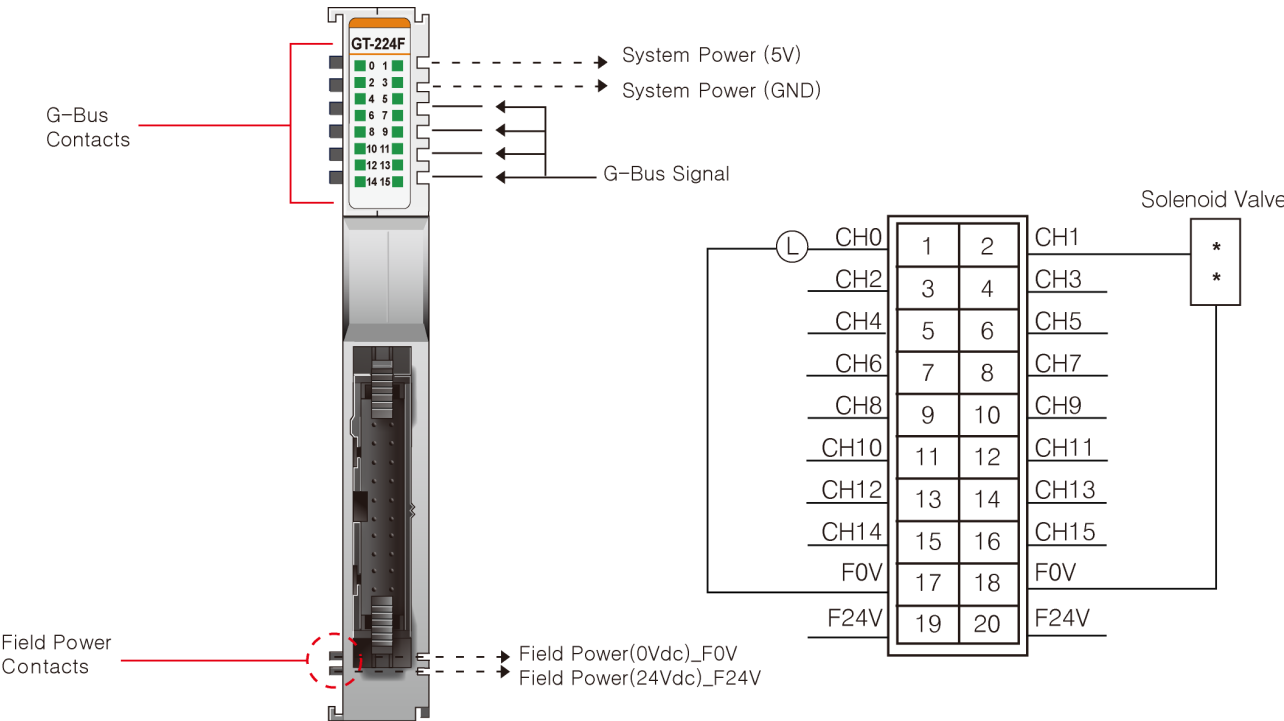 GT-224F
0 1
2 3
4 5
6 7
8 9
10 11
12 13
14 15
System Power (5V)
System Power (GND)
G-Bus
Contacts
G-Bus Signal
Solenoid Valve
*
*
L
CH0 1 2 CH1
CH2 3 4 CH3
CH4 5 6 CH5
CH6 7 8 CH7
CH8 9 10 CH9
CH10 11 12 CH11
CH12 13 14 CH13
CH14 15 16 CH15
F0V 17 18 F0V
F24V 19 20 F24V
Field Power
Contacts
Field Power(0Vdc)_F0V
Field Power(24Vdc)_F24V